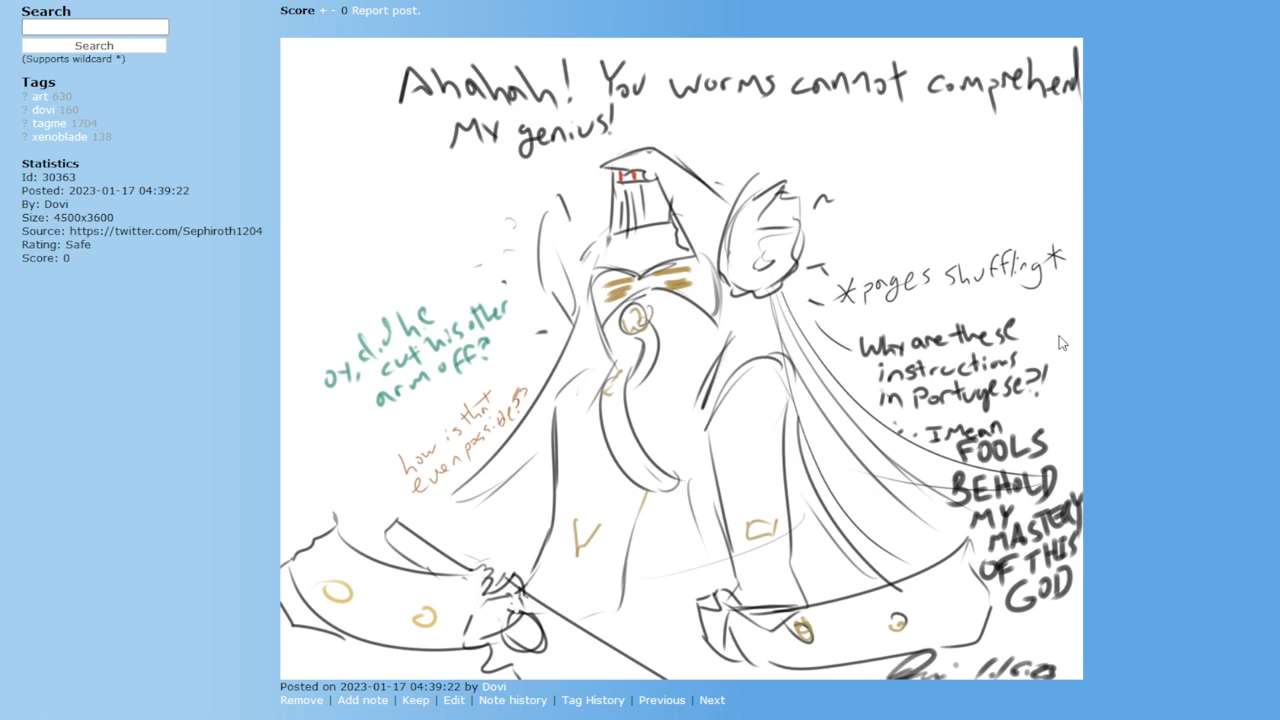 Search
Search
(Supports wildcard *)
Tags
? art 630
? dovi 160
? tagme 1704
? xenoblade 138
Statistics
Id: 30363
Posted: 2023-01-17 04:39:22
By: Dovi
Size: 4500x3600
Source: https://twitter.com/Sephiroth1204
Rating: Safe
Score: 0
Score + - 0 Report post.
Ahahah! You worms cannot comprehend
My genius!
*pages shuffling*
oy, did he
cut his other
arm off?
how is that
even possible??
Why are these
instructions
in Portugese?!
... I Mean
FOOLS
BEHOLD
MY
MASTERY
OF THIS
GOD
Posted on 2023-01-17 04:39:22 by Dovi
Remove | Add note | Keep | Edit | Note history | Tag History | Previous | Next